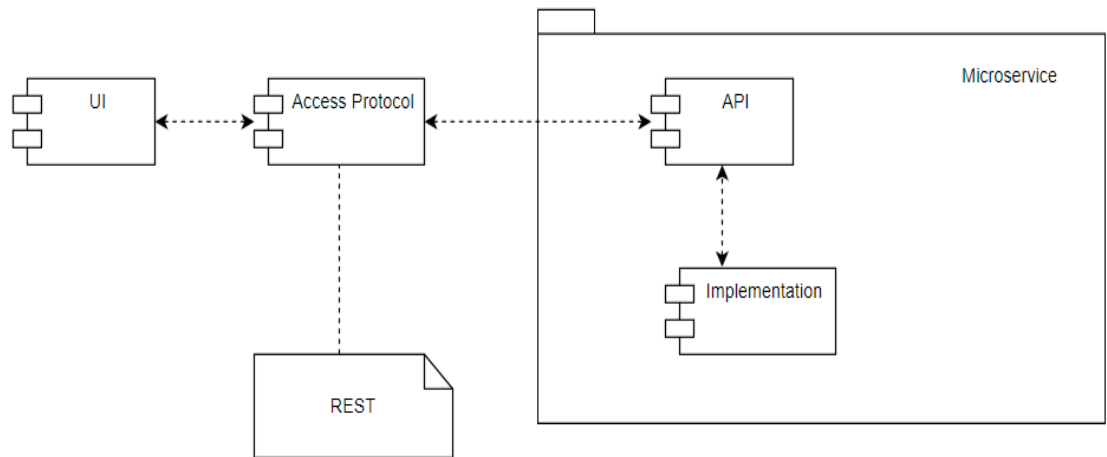 Microservice
UI
Access Protocol
API
Implementation
REST